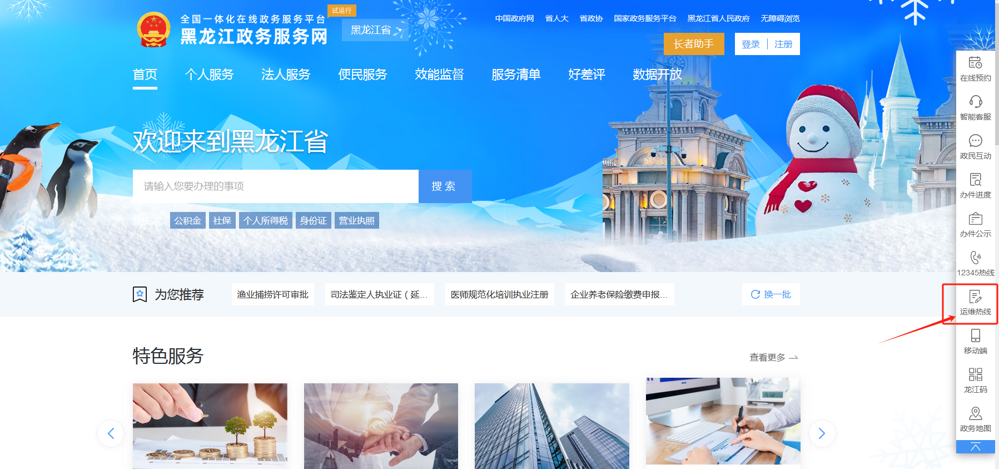 试运行
全国一体化在线政务服务平台
黑龙江政务服务网
黑龙江省
中国政府网 省人大 省政协 国家政务服务平台 黑龙江省人民政府 无障碍浏览
长者助手
登录 注册
首页 个人服务 法人服务 便民服务 效能监督 服务清单 好差评 数据开放
欢迎来到黑龙江省
请输入您要办理的事项
搜 索
公积金 社保 个人所得税 身份证 营业执照
为您推荐 渔业捕捞许可审批 司法鉴定人执业证（延... 医师规范化培训执业注册 企业养老保险缴费申报... 换一批
特色服务
查看更多
在线预约
智能客服
政民互动
办件进度
办件公示
12345热线
运维热线
移动端
龙江码
政务地图